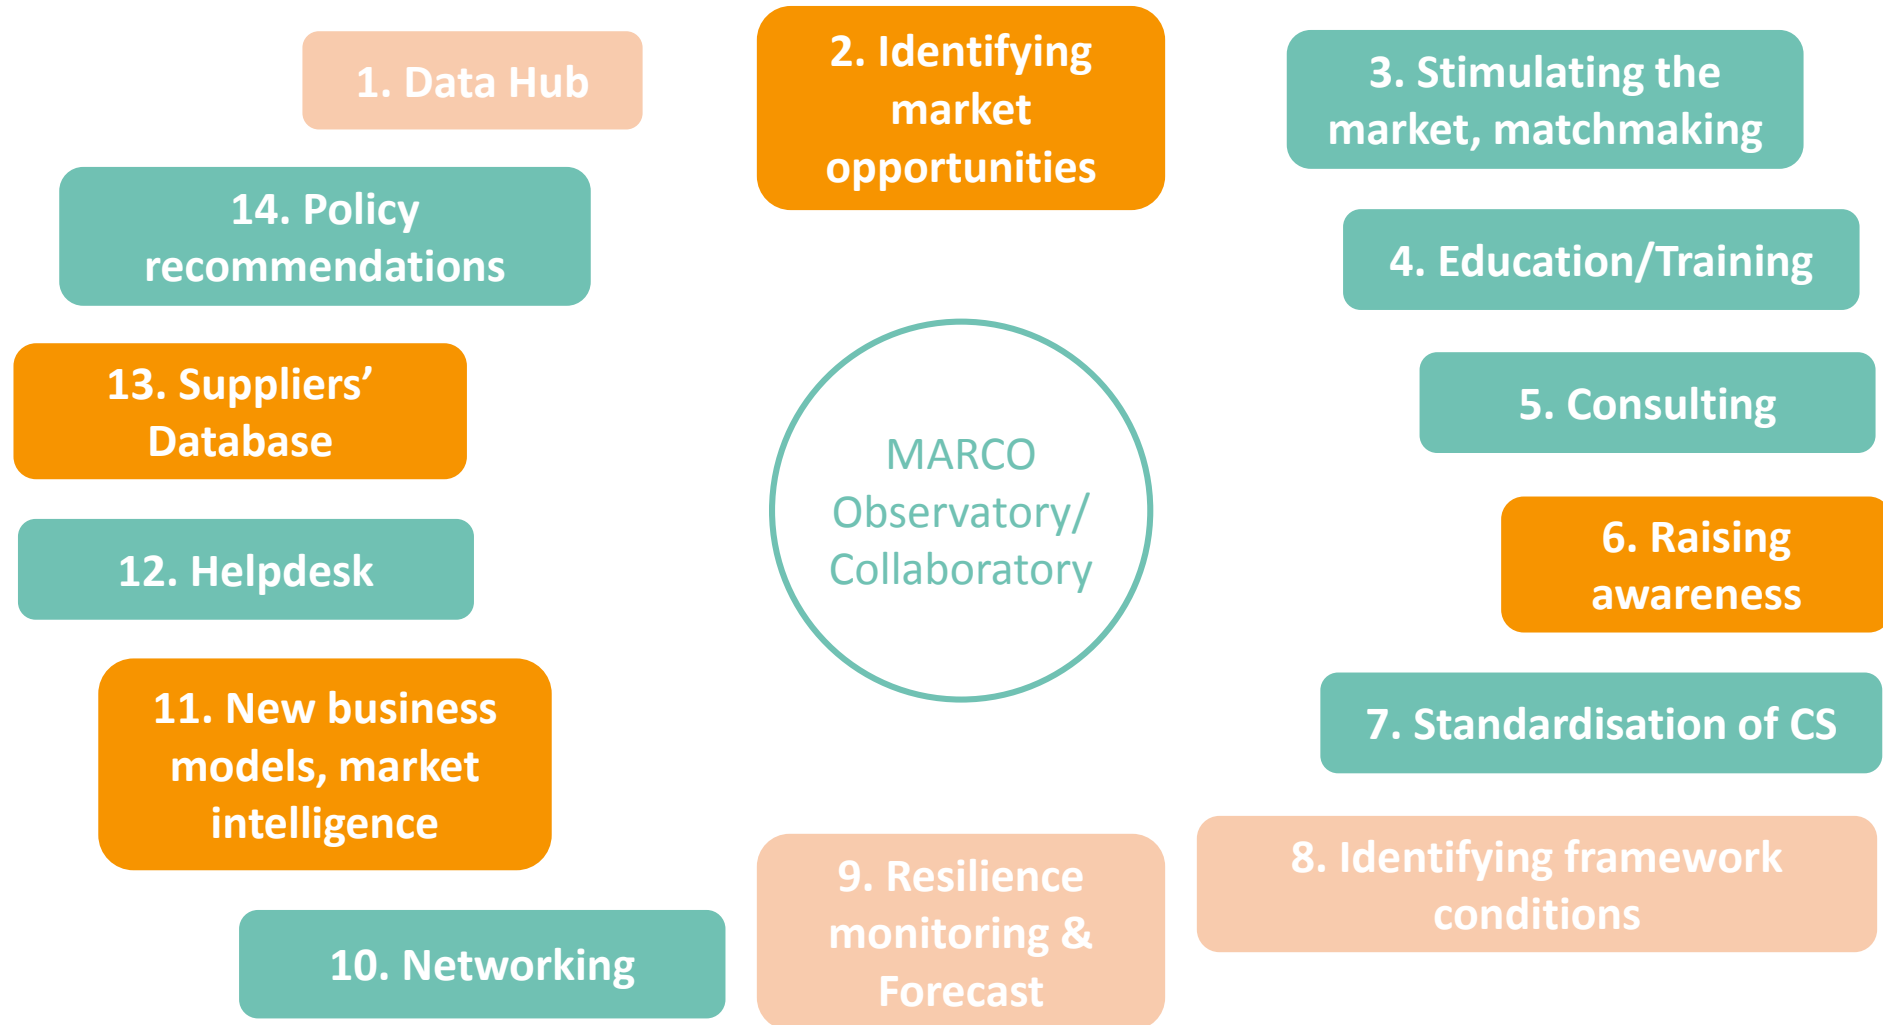 1. Data Hub
2. Identifying
market
opportunities
3. Stimulating the
market, matchmaking
4. Education/Training
5. Consulting
6. Raising
awareness
7. Standardisation of CS
8. Identifying framework
conditions
9. Resilience
monitoring &
Forecast
10. Networking
11. New business
models, market
intelligence
12. Helpdesk
13. Suppliers’
Database
14. Policy
recommendations
MARCO
Observatory/
Collaboratory